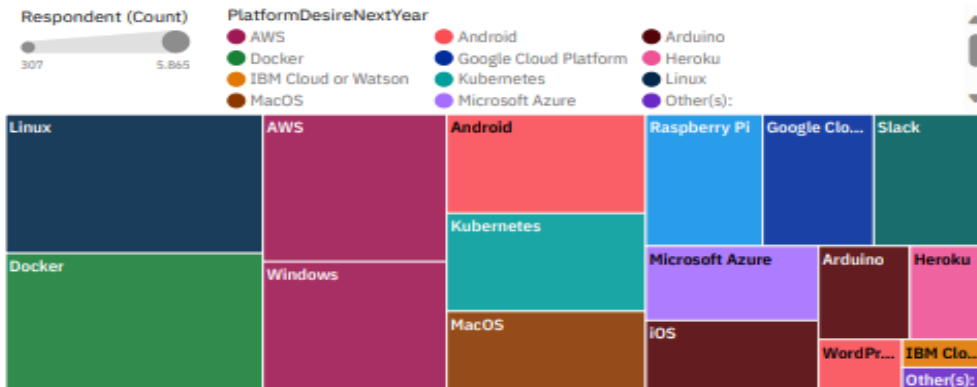 Respondent (Count)
307
5.865
PlatformDesireNextYear
AWS
Android
Arduino
Docker
Google Cloud Platform
Heroku
IBM Cloud or Watson
Kubernetes
Linux
MacOS
Microsoft Azure
Other(s):
Linux
AWS
Android
Raspberry Pi
Google Clo...
Slack
Kubernetes
Docker
Windows
Microsoft Azure
Arduino
Heroku
MacOS
iOS
WordPr...
IBM Clo...
Other(s):